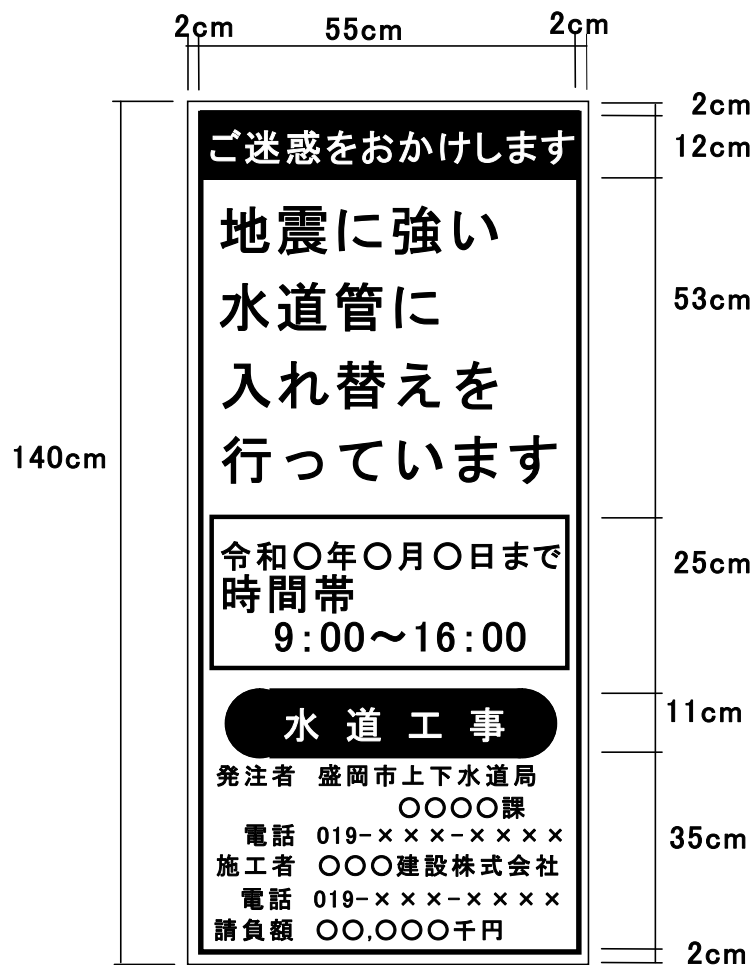 2cm 55cm 2cm
2cm
ご迷惑をおかけします
12cm
地震に強い
水道管に
53cm
入れ替えを
行っています
140cm
令和〇年〇月〇日まで
25cm
時間帯
9:00～16:00
水道工事
11cm
発注者 盛岡市上下水道局
〇〇〇〇課
電話 019-×××-××××
35cm
施工者 〇〇〇建設株式会社
電話 019-×××-××××
請負額 〇〇,〇〇〇千円
2cm